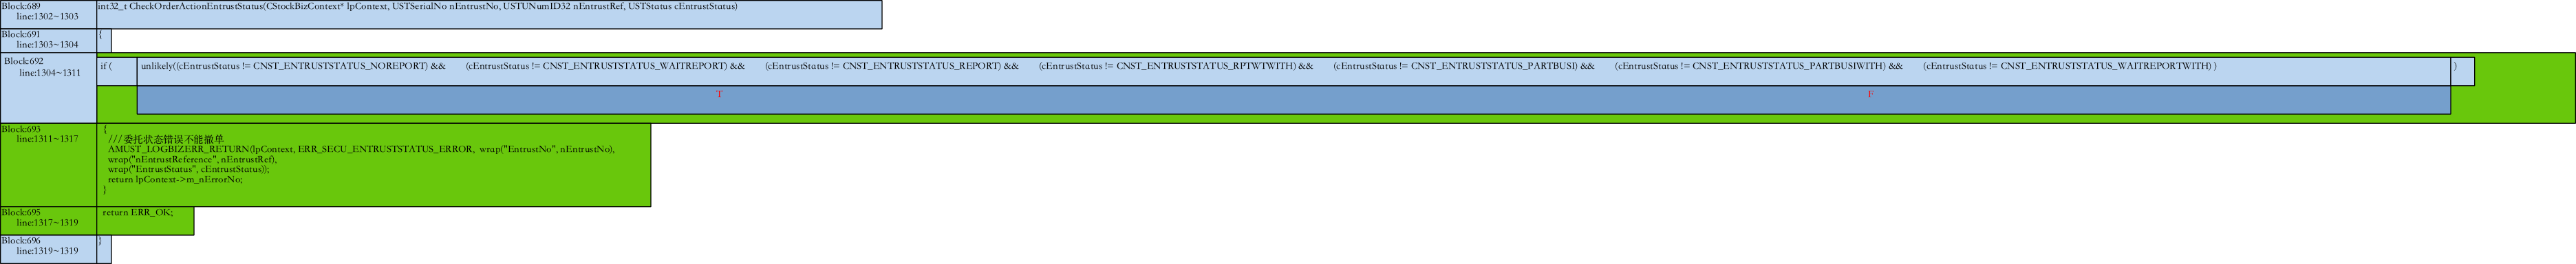 Block:689 int32_t CheckOrderActionEntrustStatus(CStockBizContext* lpContext, USTSerialNo nEntrustNo, USTUNumID32 nEntrustRef, USTStatus cEntrustStatus)
line:1302~1303
Block:691 {
line:1303~1304
Block:692
line:1304~1311
if ( unlikely((cEntrustStatus != CNST_ENTRUSTSTATUS_NOREPORT) && (cEntrustStatus != CNST_ENTRUSTSTATUS_WAITREPORT) && (cEntrustStatus != CNST_ENTRUSTSTATUS_REPORT) && (cEntrustStatus != CNST_ENTRUSTSTATUS_RPTWTWITH) && (cEntrustStatus != CNST_ENTRUSTSTATUS_PARTBUSI) && (cEntrustStatus != CNST_ENTRUSTSTATUS_PARTBUSIWITH) && (cEntrustStatus != CNST_ENTRUSTSTATUS_WAITREPORTWITH) ) )
T F
Block:693 {
line:1311~1317 ///委托状态错误不能撤单
AMUST_LOGBIZERR_RETURN(lpContext, ERR_SECU_ENTRUSTSTATUS_ERROR, wrap("EntrustNo", nEntrustNo),
wrap("nEntrustReference", nEntrustRef),
wrap("EntrustStatus", cEntrustStatus));
return lpContext->m_nErrorNo;
}
Block:695 return ERR_OK;
line:1317~1319
Block:696 }
line:1319~1319